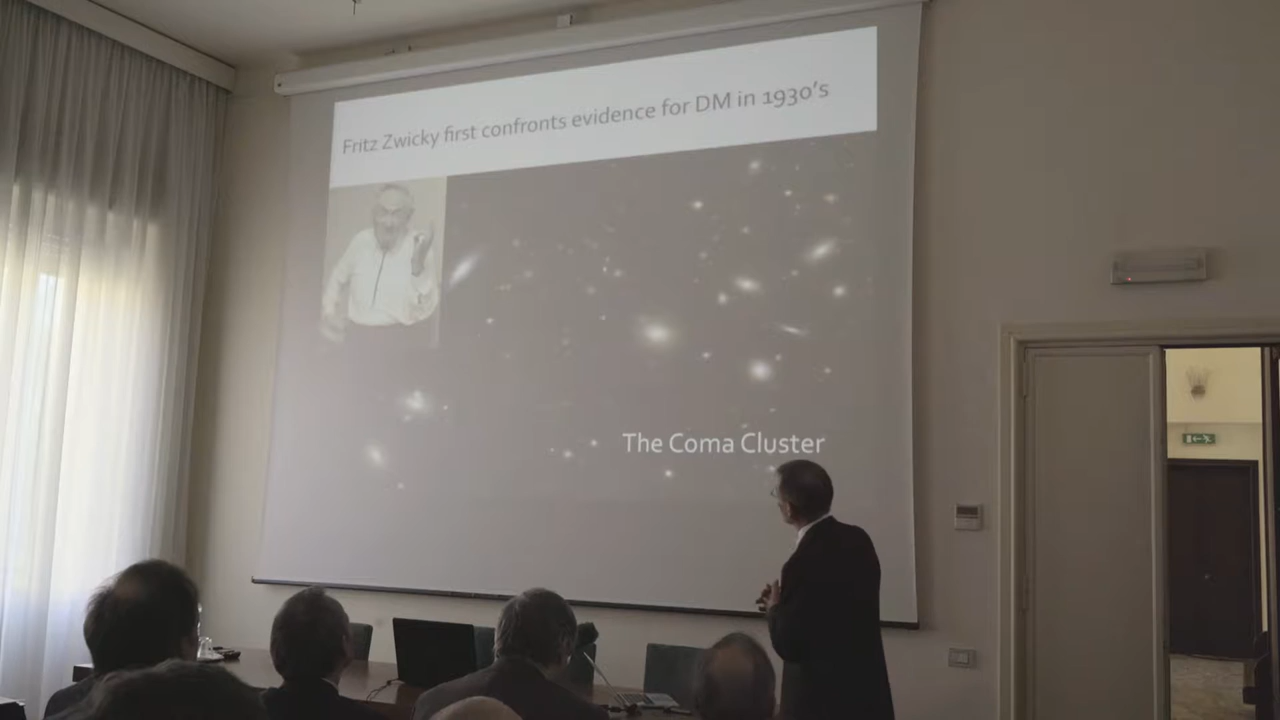 Fritz Zwicky first confronts evidence for DM in 1930's
The Coma Cluster